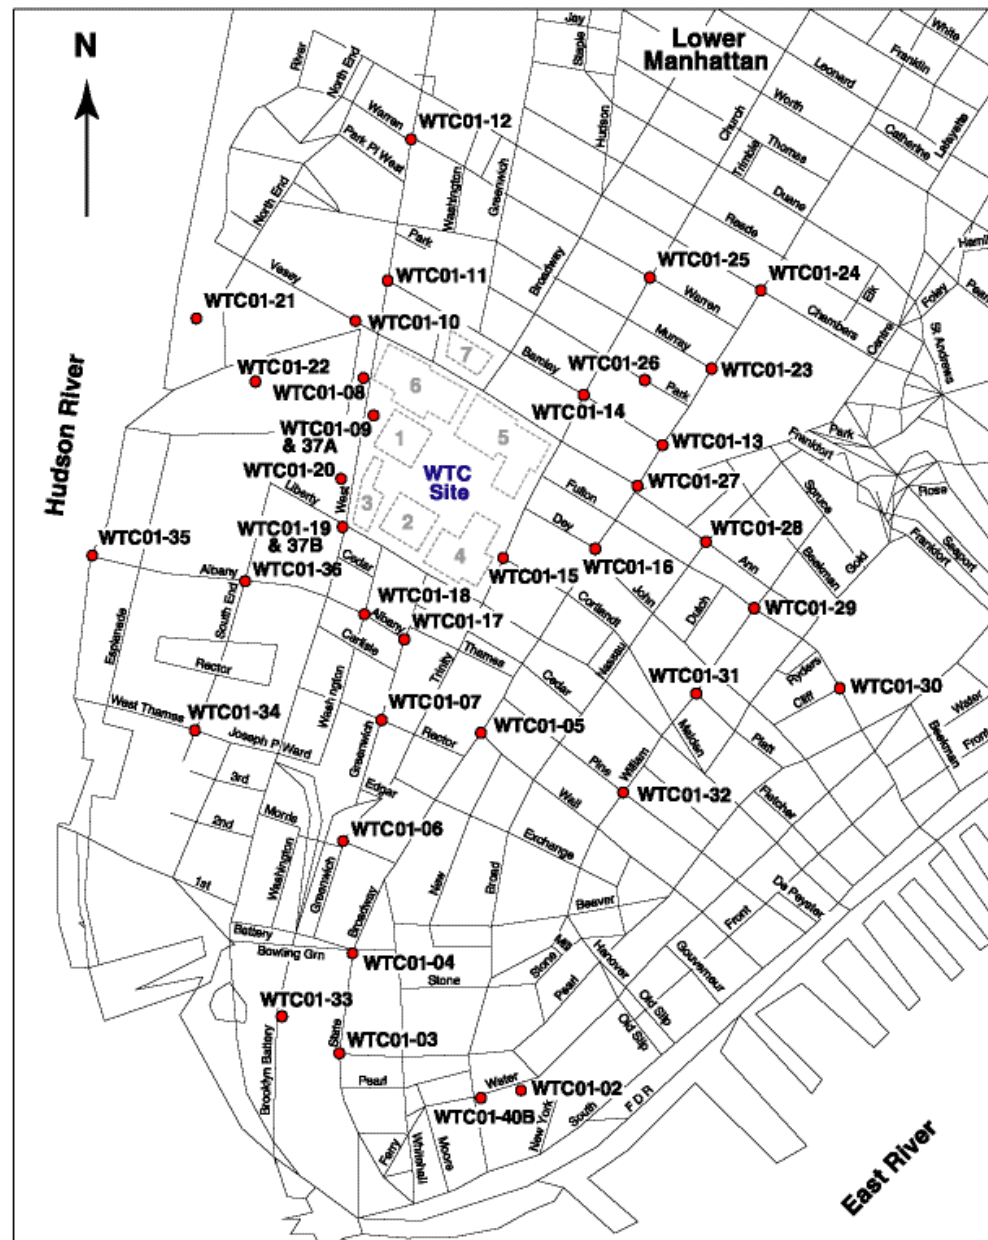 N
Lower
Manhattan
Jay
Staple
White
Franklin
Leonard
Worth
Church
Catherine
Lafayette
River
North End
Warren
WTC01-12
Park Pl West
Hudson
Trimble
Thomas
Duane
Washington
Greenwich
North End
Park
Reade
Broadway
WTC01-25
WTC01-24
Vesey
WTC01-11
Warren
Elk
Foley
Pearl
WTC01-21
WTC01-10
Chambers
Centre
St Andrews
Murray
Barclay
7
WTC01-26
WTC01-23
Park
WTC01-22
WTC01-08
6
WTC01-14
WTC01-09
& 37A
1
5
WTC01-13
Park
Frankfort
Hudson River
WTC01-20
WTC
Site
WTC01-27
Rose
Liberty
West
3
Fulton
Spruce
Frankfort
Seaport
WTC01-19
& 37B
2
Dey
WTC01-28
Beekman
Gold
WTC01-35
Cedar
4
WTC01-15
WTC01-16
Ann
Albany
WTC01-36
WTC01-18
John
Dutch
WTC01-29
South End
Albany
WTC01-17
Cortlandt
Esplanade
Carlisle
Trinity
Thames
Nassau
Rector
Cedar
WTC01-31
Ryders
Cliff
WTC01-30
West Thames
WTC01-34
Washington
WTC01-07
WTC01-05
Maiden
Platt
Water
Front
Beekman
Joseph P Ward
Greenwich
Rector
Pine
William
3rd
Edgar
Wall
WTC01-32
Fletcher
2nd
Morris
WTC01-06
Exchange
1st
Washington
Greenwich
Broadway
New
Broad
Beaver
De Peyster
Front
Battery
Bowling Grn
WTC01-04
Mill
Stone
Hanover
Gouverneur
Stone
Pearl
WTC01-33
Old Slip
Old Slip
Brooklyn Battery
State
WTC01-03
Pearl
Water
WTC01-02
WTC01-40B
New York
South
F D R
Ferry
Whitehall
Moore
East River